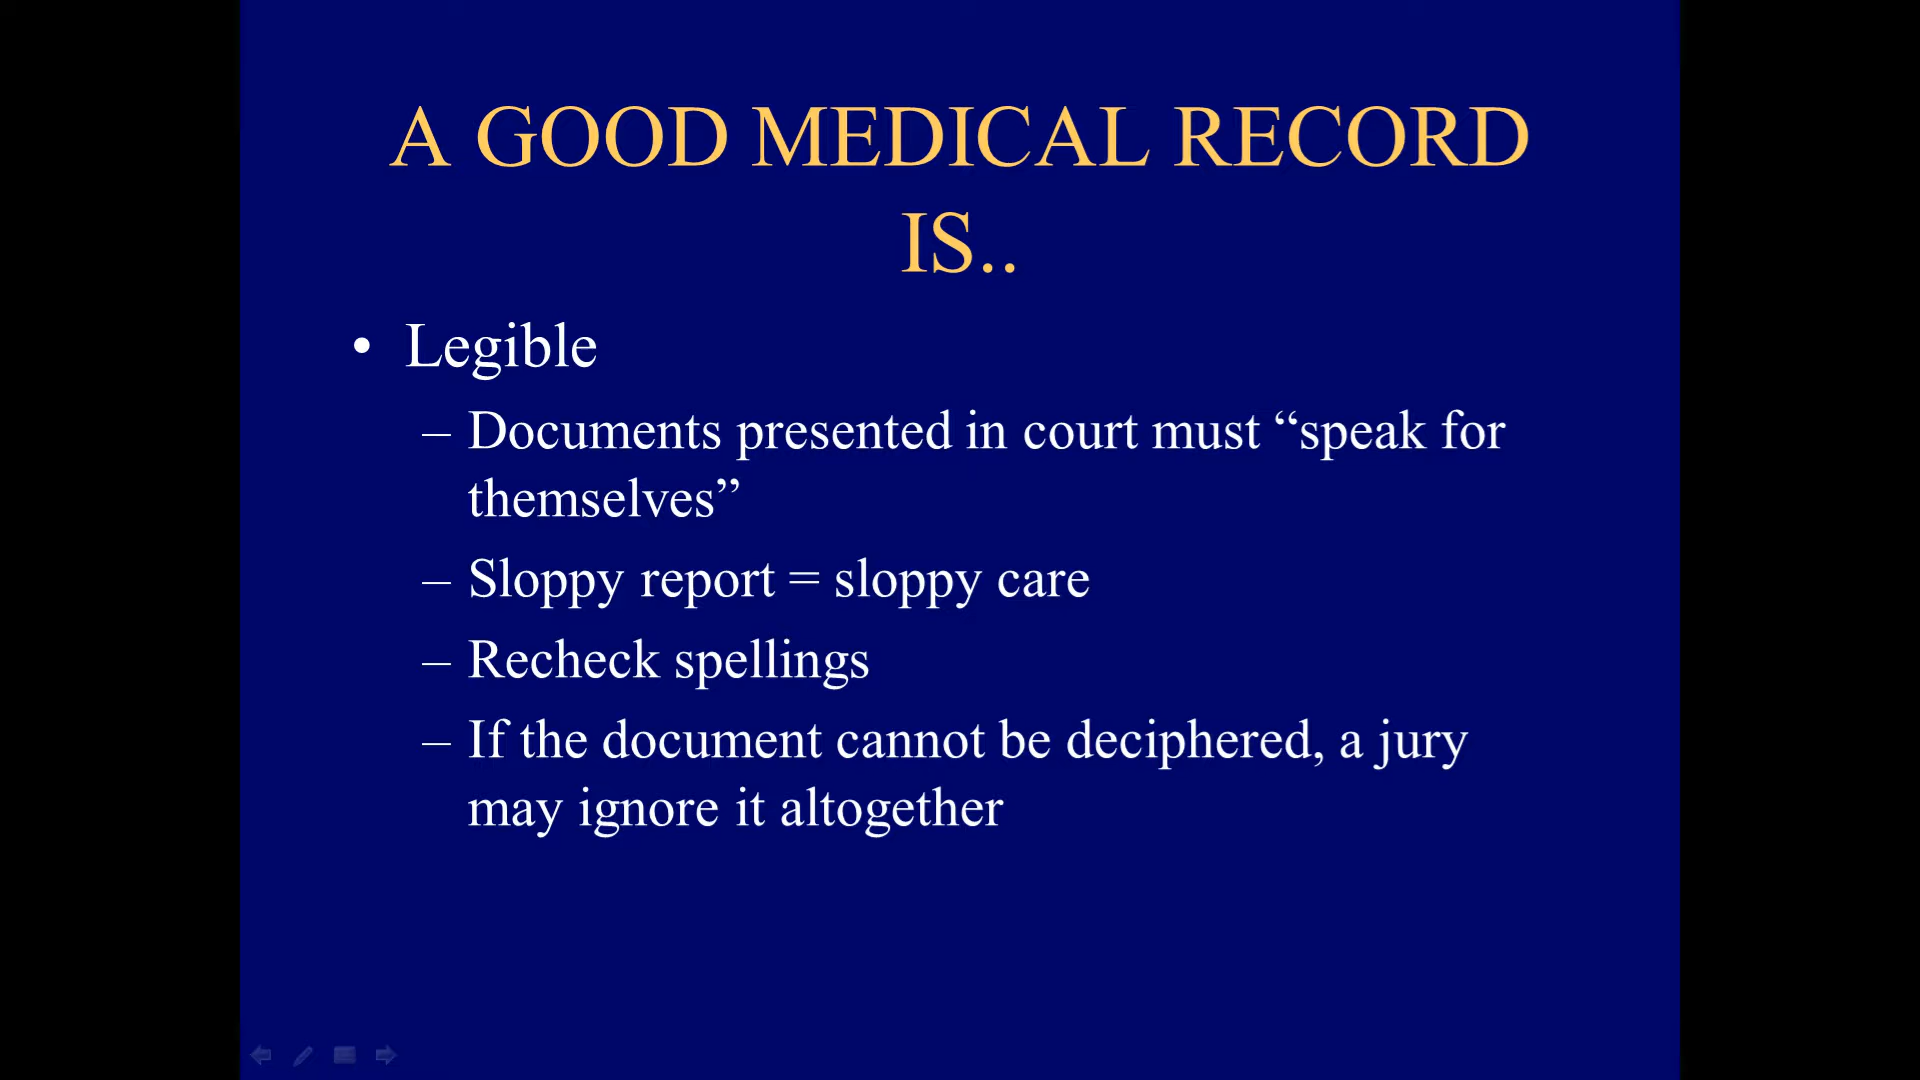 A GOOD MEDICAL RECORD
IS..
• Legible
– Documents presented in court must “speak for
themselves”
– Sloppy report = sloppy care
– Recheck spellings
– If the document cannot be deciphered, a jury
may ignore it altogether